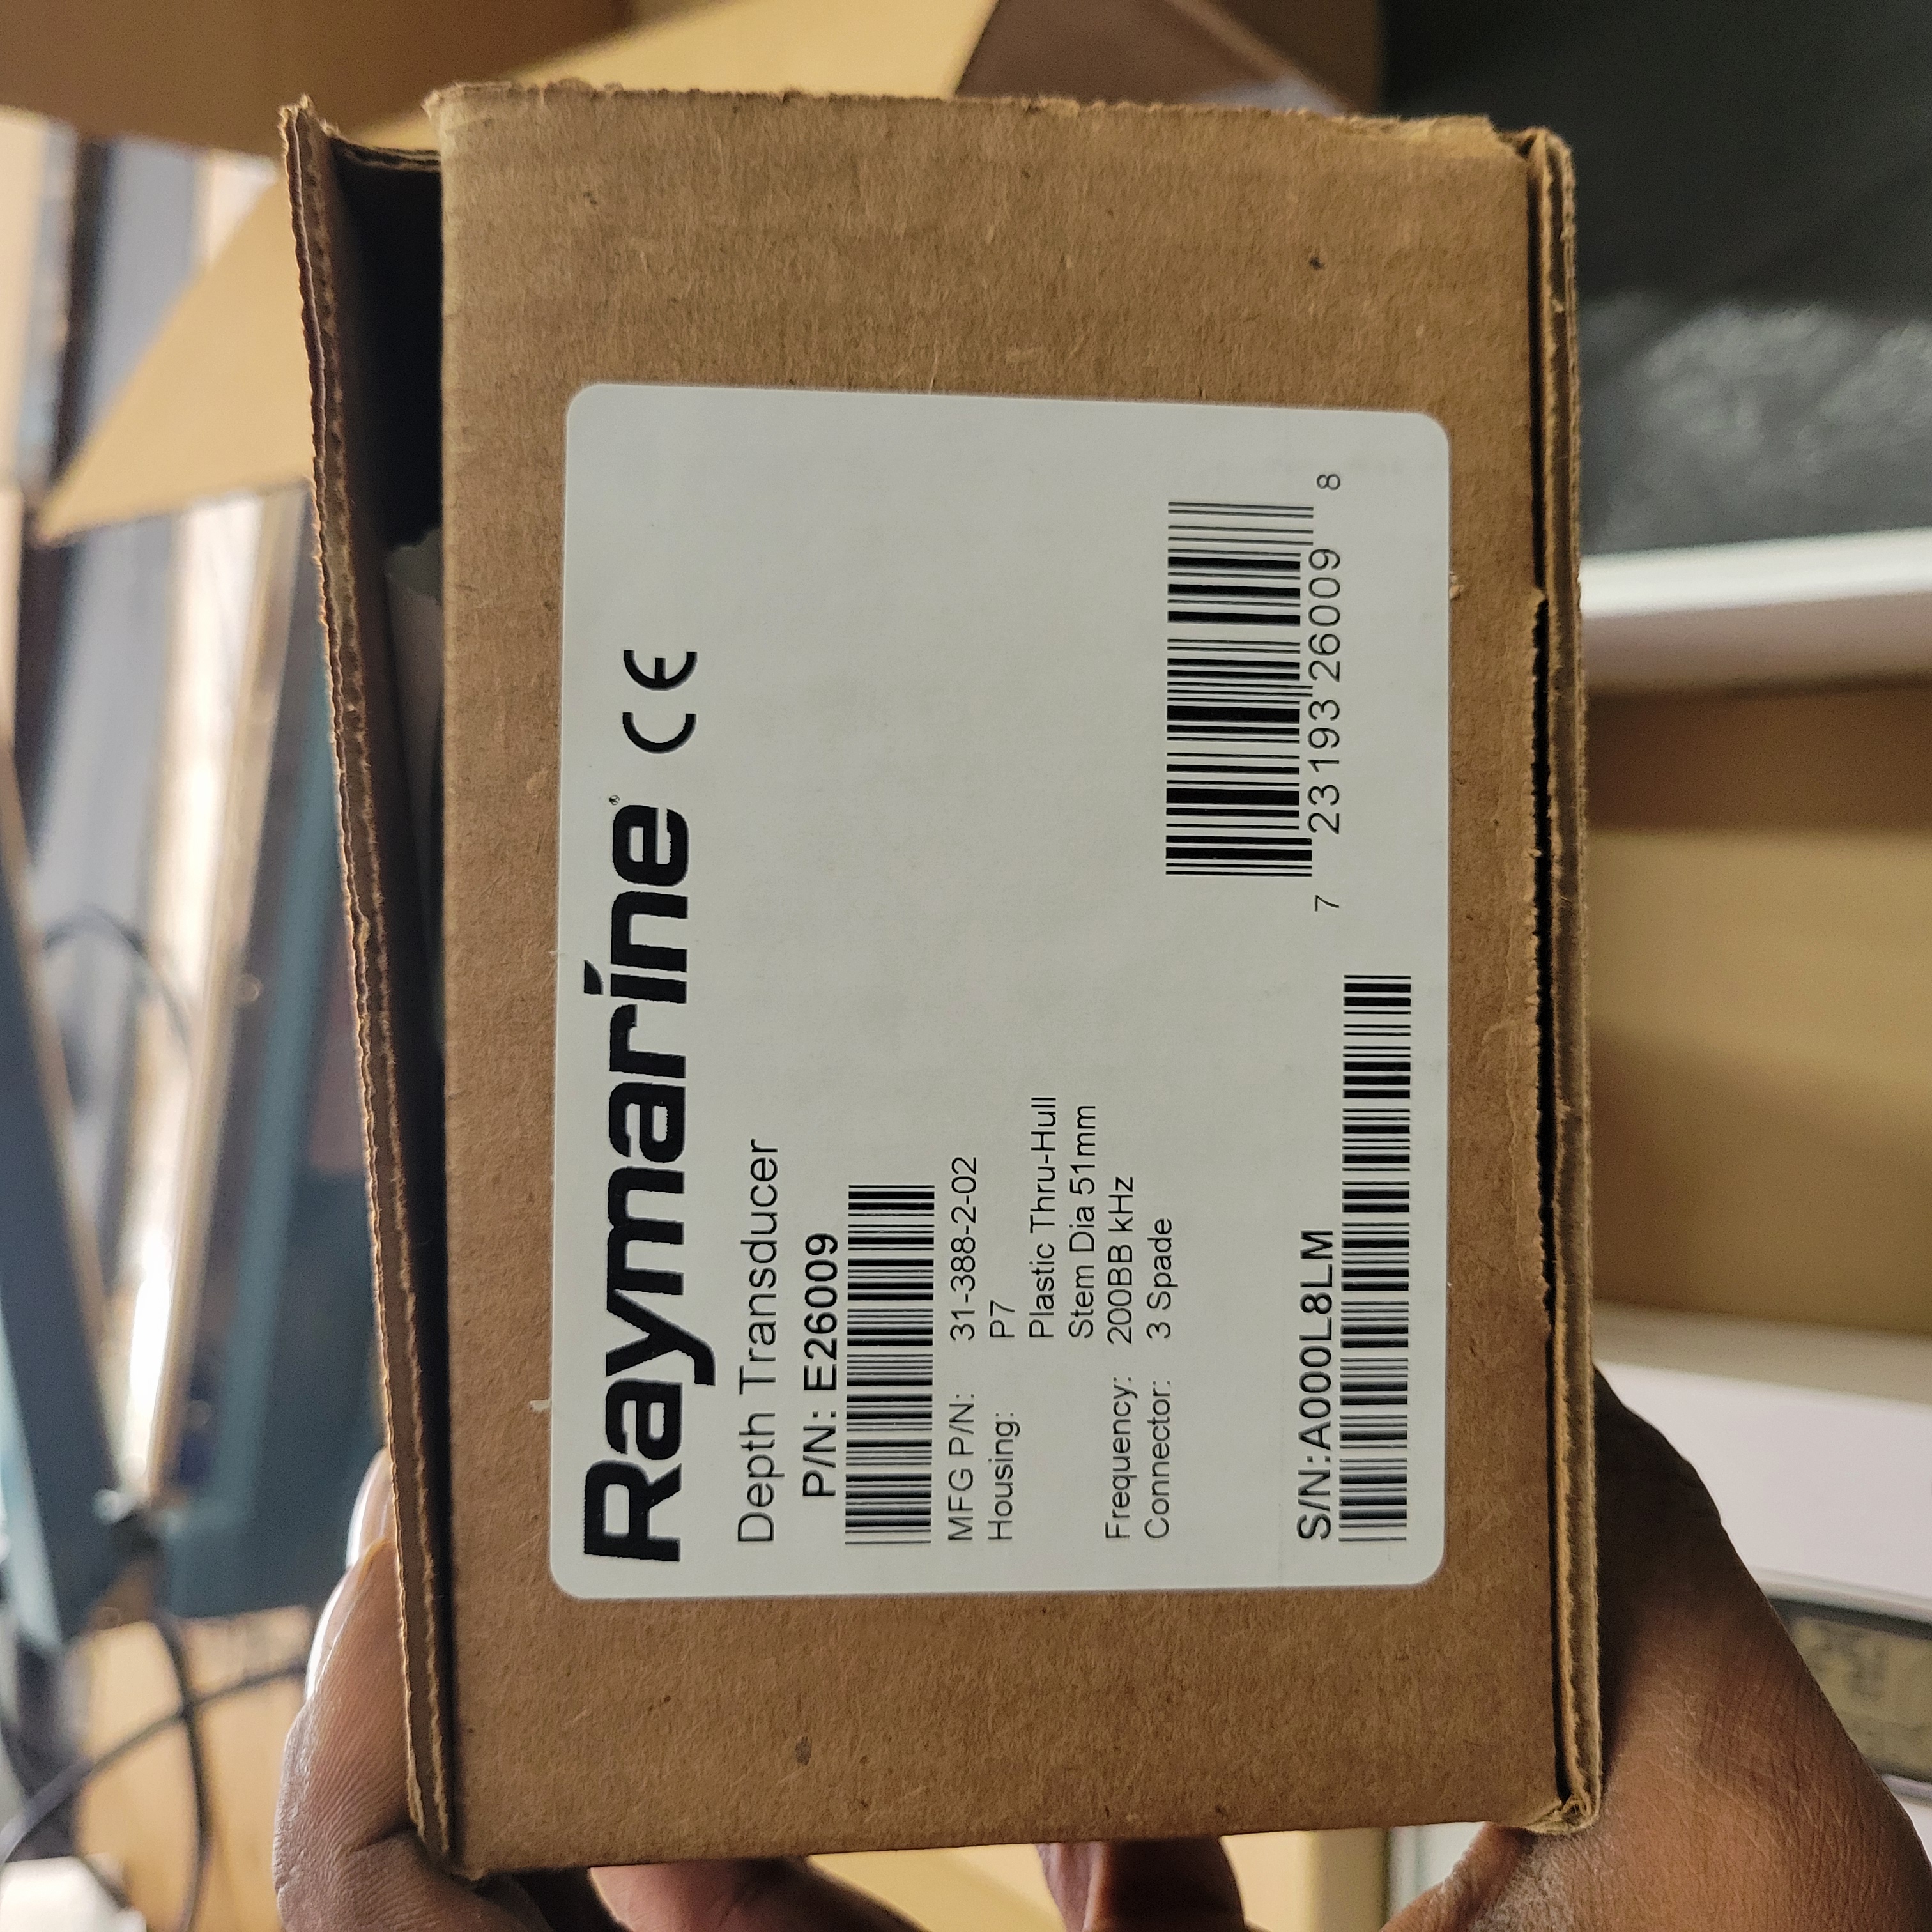 Raymarine® CE
Depth Transducer
P/N: E26009
MFG P/N: 31-388-2-02
Housing: P7
Plastic Thru-Hull
Stem Dia 51mm
Frequency: 200BB kHz
Connector: 3 Spade
S/N:A00L8LM
7 23193 26009 8